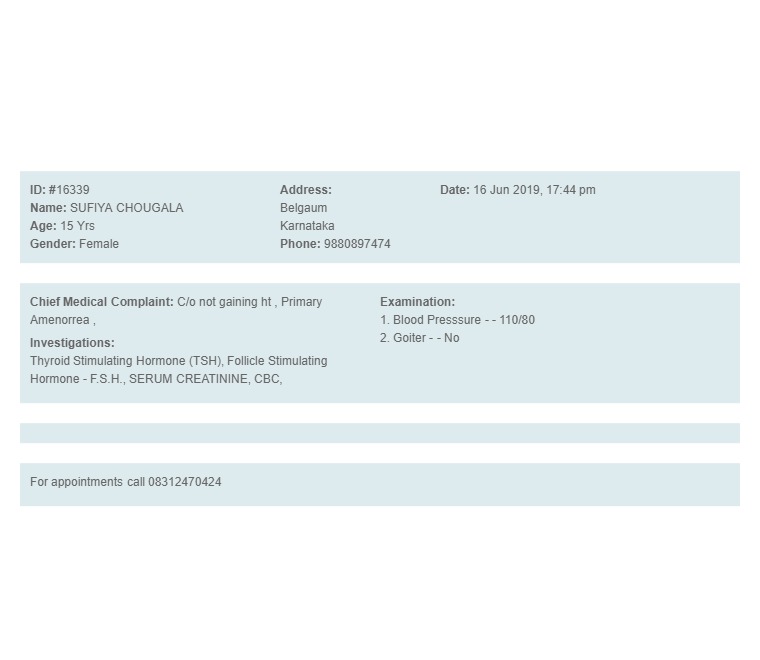 ID: #16339
Name: SUFIYA CHOUGALA
Age: 15 Yrs
Gender: Female
Address:
Belgaum
Karnataka
Phone: 9880897474
Date: 16 Jun 2019, 17:44 pm
Chief Medical Complaint: C/o not gaining ht , Primary
Amenorrea ,
Investigations:
Thyroid Stimulating Hormone (TSH), Follicle Stimulating
Hormone - F.S.H., SERUM CREATININE, CBC,
Examination:
1. Blood Presssure - - 110/80
2. Goiter - - No
For appointments call 08312470424